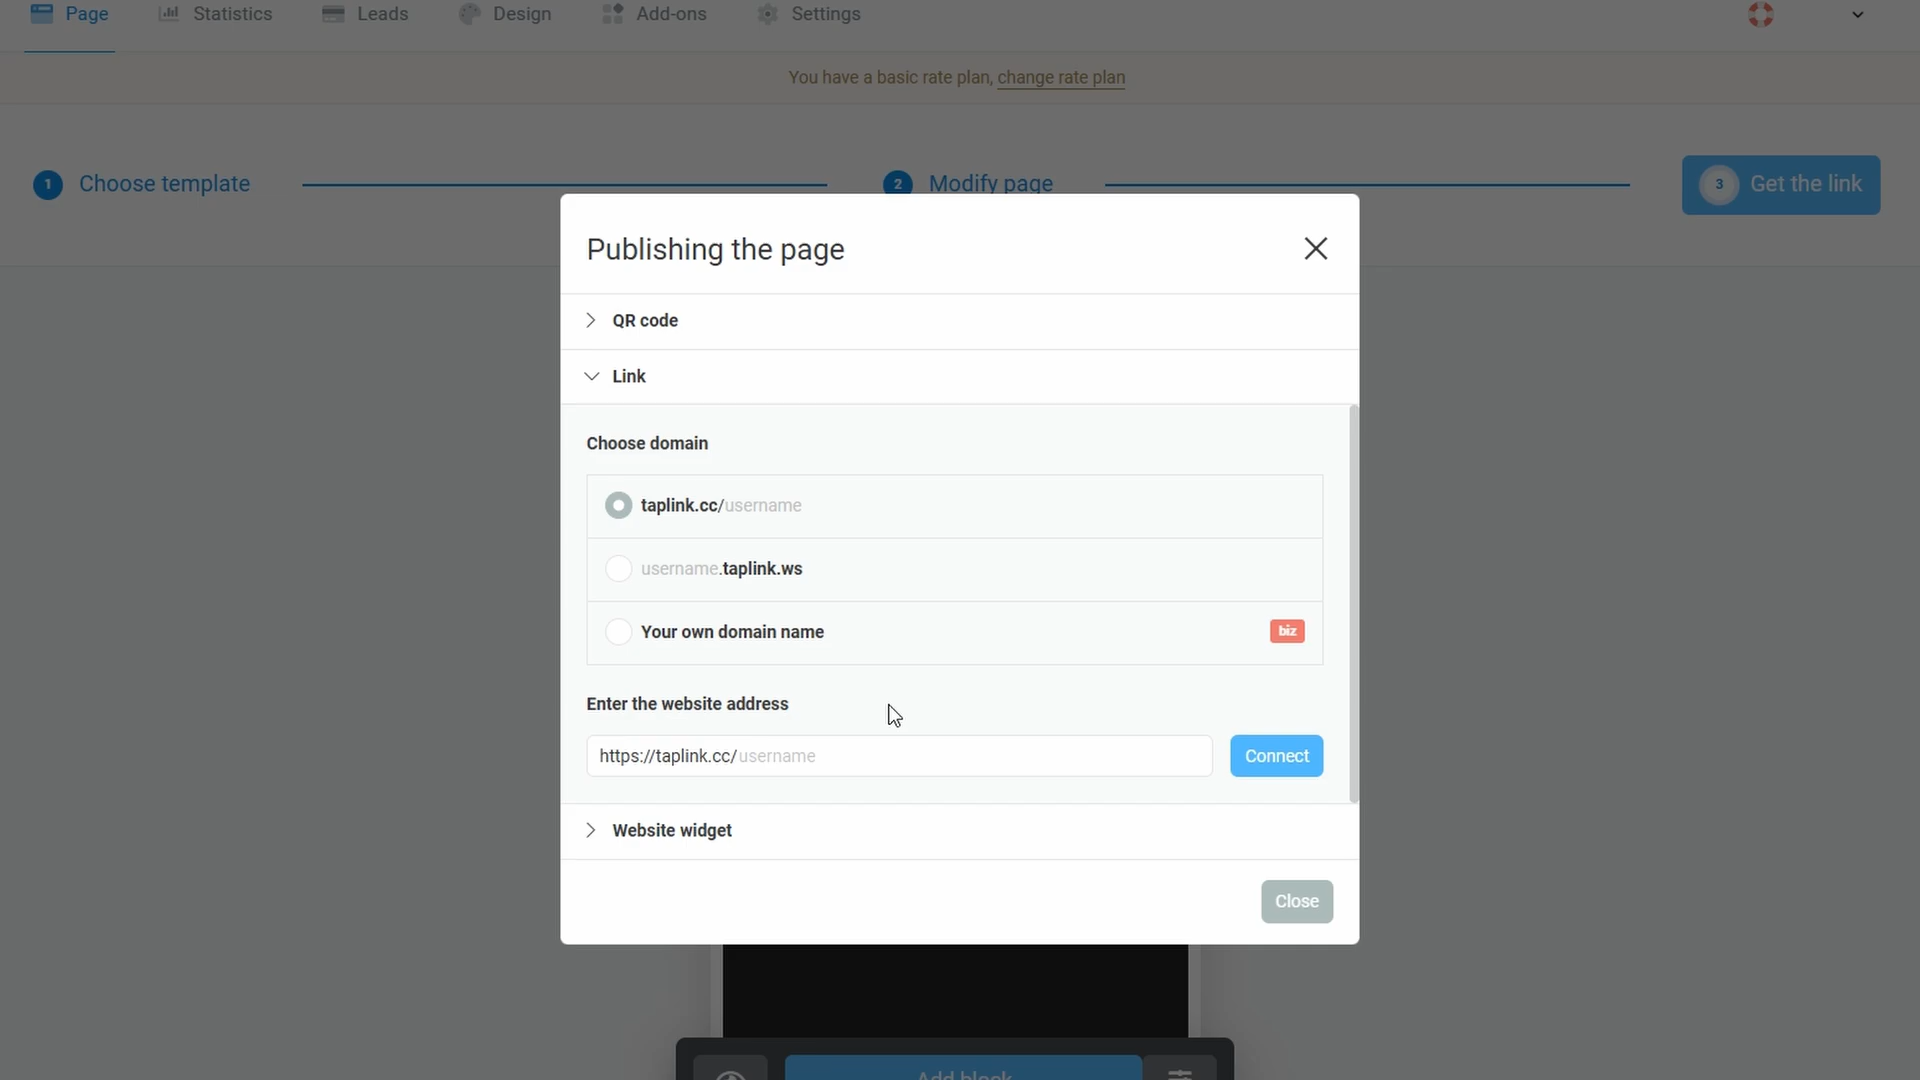 Page
Statistics
Leads
Design
Add-ons
Settings
You have a basic rate plan, change rate plan
1 Choose template
2 Modify page
3 Get the link
Publishing the page
QR code
Link
Choose domain
taplink.cc/username
username.taplink.ws
Your own domain name
biz
Enter the website address
https://taplink.cc/username
Connect
Website widget
Close
Add block